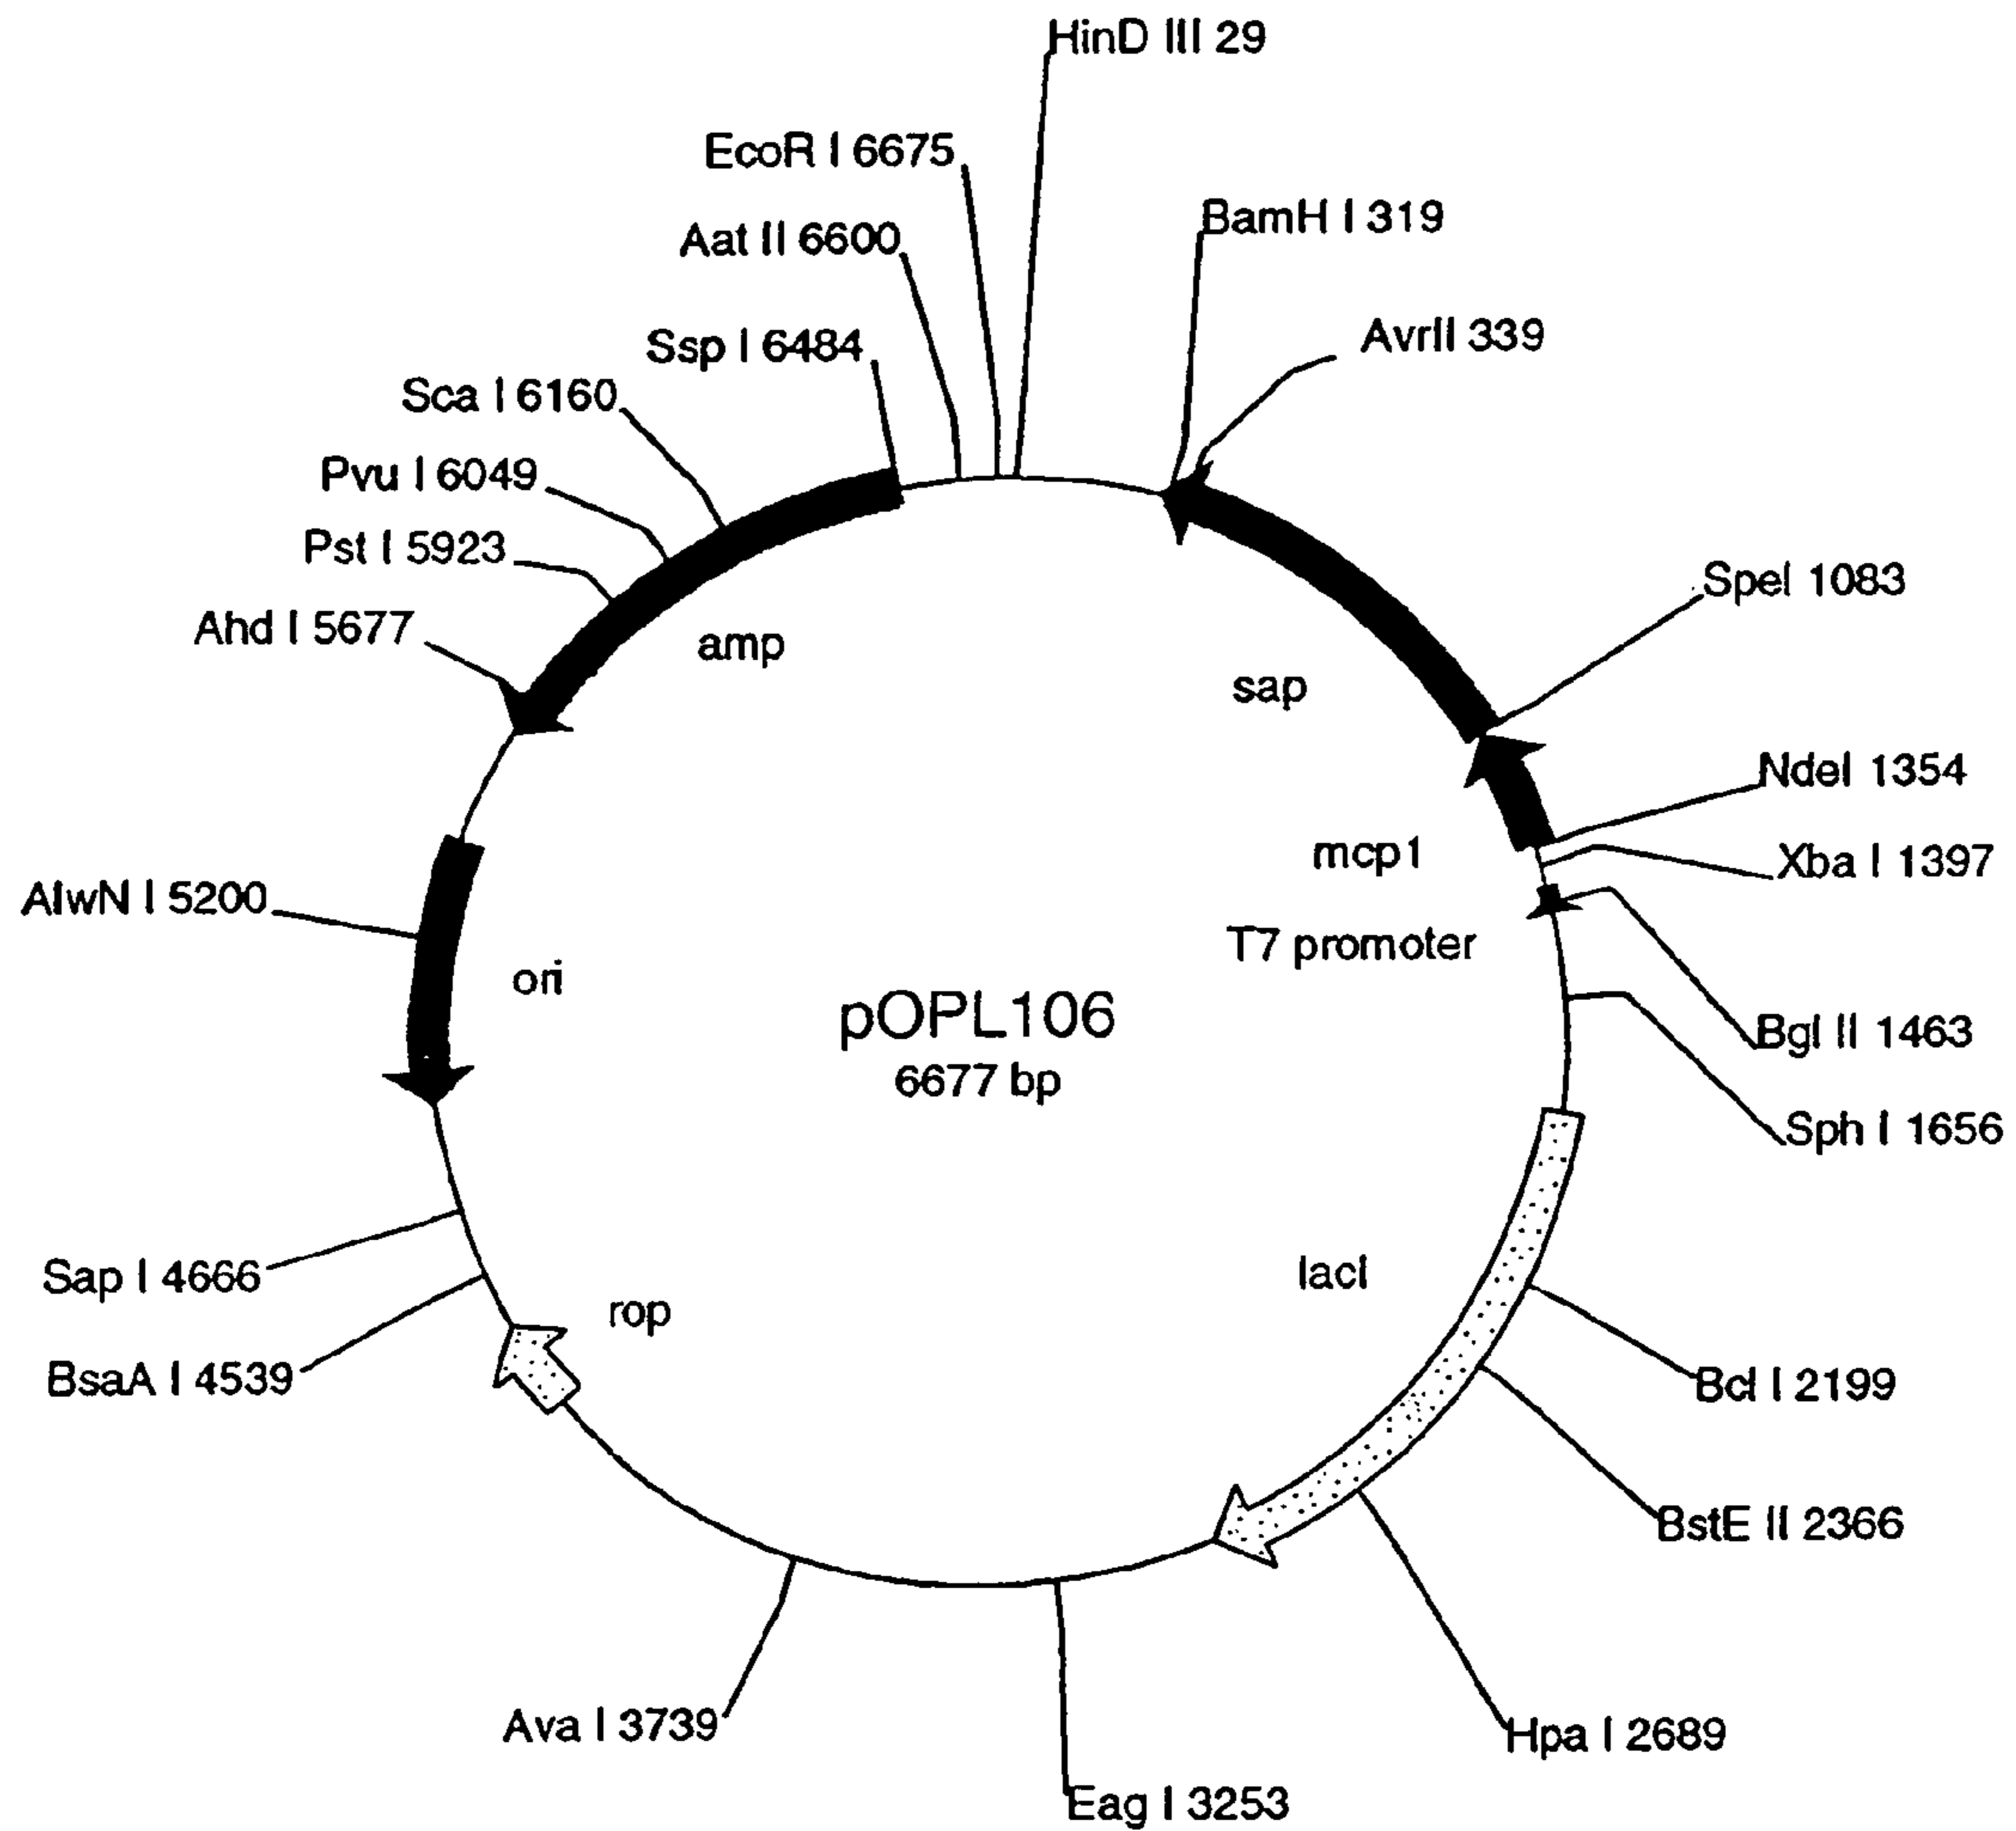 HinD III 29
EcoR I 6675
Aat II 6600
BamH I 319
AvrII 339
Ssp I 6484
Sca I 6160
Pvu I 6049
Pst I 5923
Ahd I 5677
amp
sap
SpeI 1083
NdeI 1354
mcp1
Xba I 1397
AlwN I 5200
T7 promoter
ori
pOPL106
6677 bp
Bgl II 1463
Sph I 1656
Sap I 4666
lacI
rop
BsaA I 4539
Bcl I 2199
BstE II 2366
Ava I 3739
Hpa I 2689
Eag I 3253